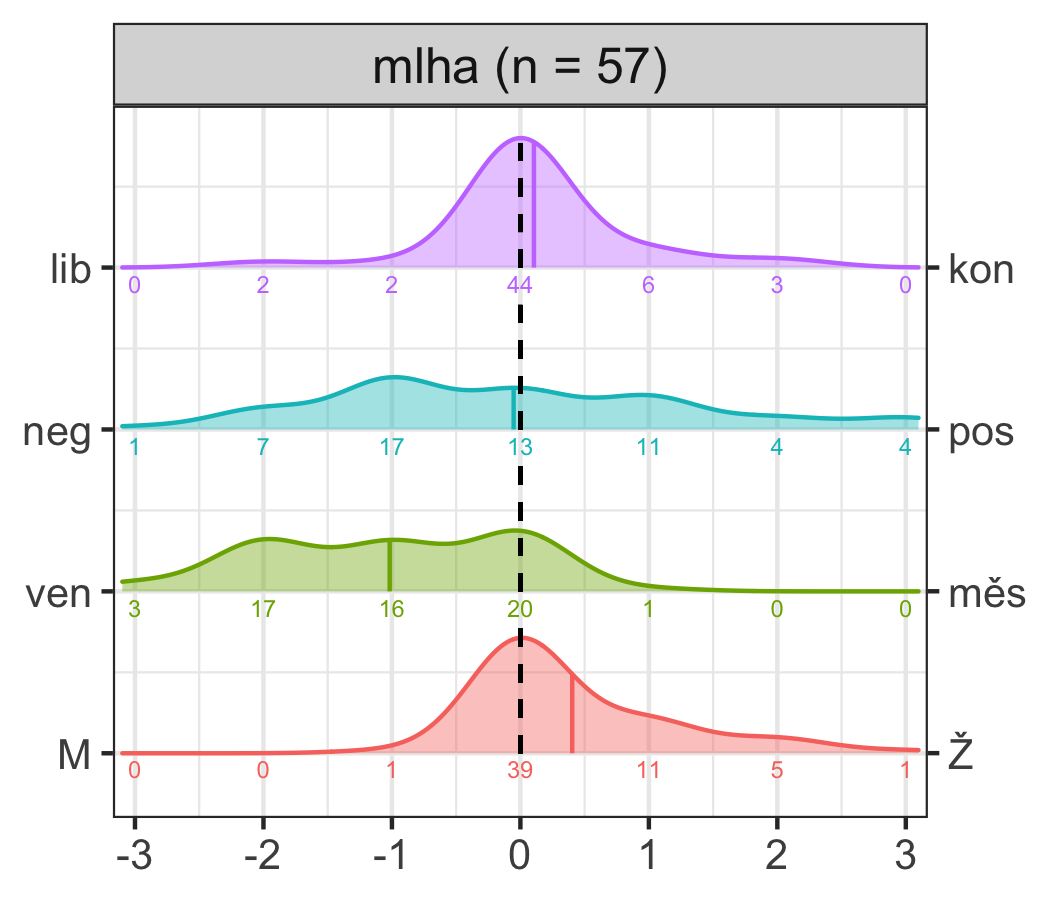 mlha (n = 57)
lib kon
0 2 2 44 6 3 0
neg pos
1 7 17 13 11 4 4
ven měs
3 17 16 20 1 0 0
M Ž
0 0 1 39 11 5 1
-3 -2 -1 0 1 2 3